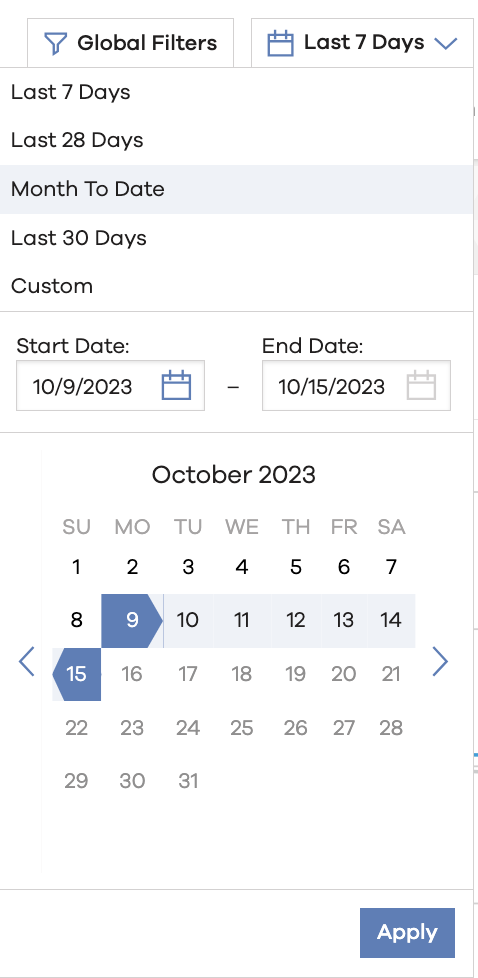 Global Filters Last 7 Days
Last 7 Days
Last 28 Days
Month To Date
Last 30 Days
Custom
Start Date: End Date:
10/9/2023 – 10/15/2023
October 2023
SU MO TU WE TH FR SA
1 2 3 4 5 6 7
8 9 10 11 12 13 14
15 16 17 18 19 20 21
22 23 24 25 26 27 28
29 30 31
Apply